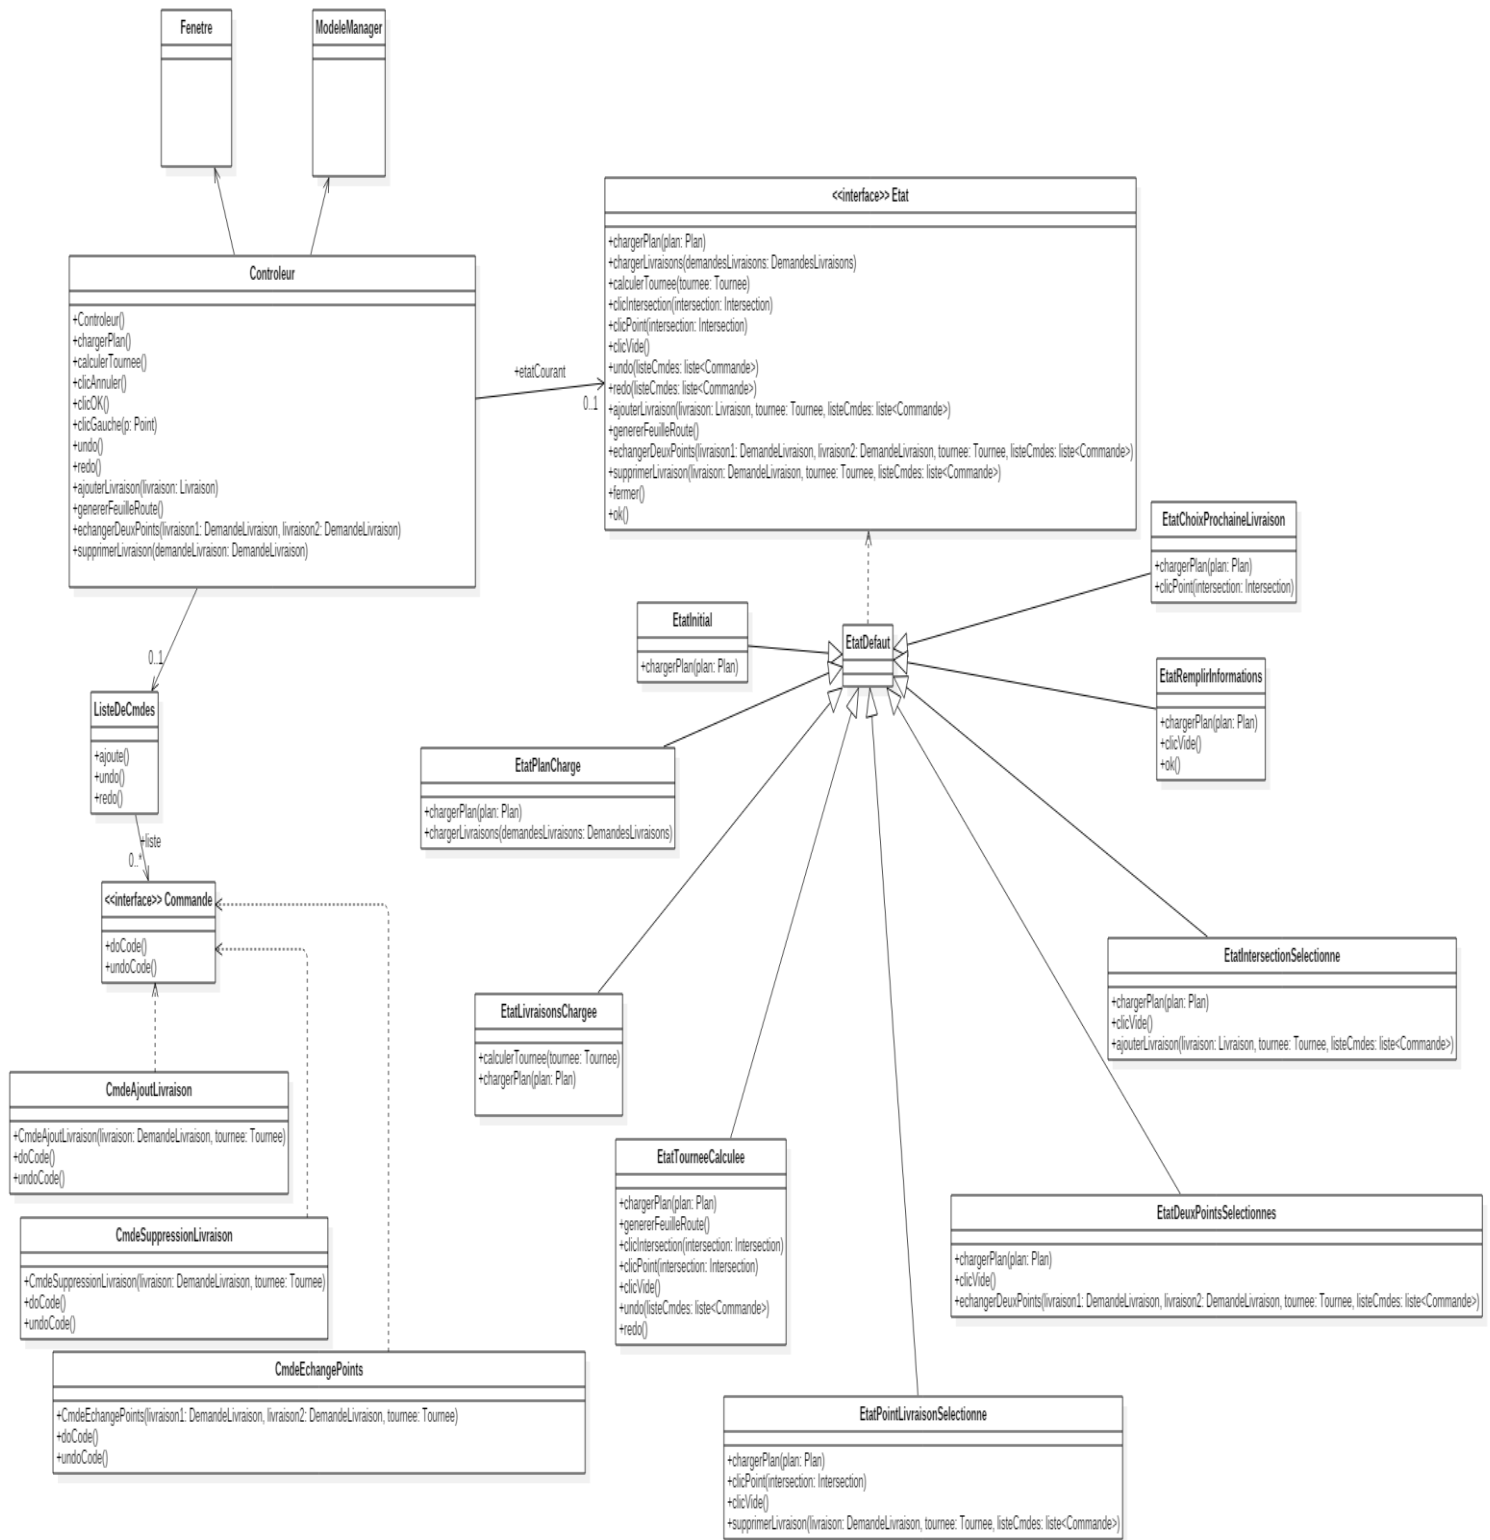 Fenetre
ModeleManager
<<interface>> Etat
+chargerPlan(plan: Plan)
+chargerLivraisons(demandesLivraisons: DemandesLivraisons)
+calculerTournee(tournee: Tournee)
+clicIntersection(intersection: Intersection)
+clicPoint(intersection: Intersection)
+clicVide()
+undo(listeCmdes: liste<Commande>)
+redo(listeCmdes: liste<Commande>)
+ajouterLivraison(livraison: Livraison, tournee: Tournee, listeCmdes: liste<Commande>)
+genererFeuilleRoute()
+echangerDeuxPoints(livraison1: DemandeLivraison, livraison2: DemandeLivraison, tournee: Tournee, listeCmdes: liste<Commande>)
+supprimerLivraison(livraison: DemandeLivraison, tournee: Tournee, listeCmdes: liste<Commande>)
+fermer()
+ok()
Controleur
+Controleur()
+chargerPlan()
+calculerTournee()
+clicAnnuler()
+clicOK()
+clicGauche(p: Point)
+undo()
+redo()
+ajouterLivraison(livraison: Livraison)
+genererFeuilleRoute()
+echangerDeuxPoints(livraison1: DemandeLivraison, livraison2: DemandeLivraison)
+supprimerLivraison(demandeLivraison: DemandeLivraison)
+etatCourant
0..1
EtatChoixProchaineLivraison
+chargerPlan(plan: Plan)
+clicPoint(intersection: Intersection)
EtatInitial
+chargerPlan(plan: Plan)
EtatDefaut
0..1
EtatRemplirInformations
+chargerPlan(plan: Plan)
+clicVide()
+ok()
ListeDeCmdes
+ajoute()
+undo()
+redo()
EtatPlanCharge
+chargerPlan(plan: Plan)
+chargerLivraisons(demandesLivraisons: DemandesLivraisons)
+liste
0..*
<<interface>> Commande
+doCode()
+undoCode()
EtatIntersectionSelectionne
+chargerPlan(plan: Plan)
+clicVide()
+ajouterLivraison(livraison: Livraison, tournee: Tournee, listeCmdes: liste<Commande>)
EtatLivraisonsChargee
+calculerTournee(tournee: Tournee)
+chargerPlan(plan: Plan)
CmdeAjoutLivraison
+CmdeAjoutLivraison(livraison: DemandeLivraison, tournee: Tournee)
+doCode()
+undoCode()
EtatTourneeCalculee
+chargerPlan(plan: Plan)
+genererFeuilleRoute()
+clicIntersection(intersection: Intersection)
+clicPoint(intersection: Intersection)
+clicVide()
+undo(listeCmdes: liste<Commande>)
+redo()
EtatDeuxPointsSelectionnes
+chargerPlan(plan: Plan)
+clicVide()
+echangerDeuxPoints(livraison1: DemandeLivraison, livraison2: DemandeLivraison, tournee: Tournee, listeCmdes: liste<Commande>)
CmdeSuppressionLivraison
+CmdeSuppressionLivraison(livraison: DemandeLivraison, tournee: Tournee)
+doCode()
+undoCode()
CmdeEchangePoints
+CmdeEchangePoints(livraison1: DemandeLivraison, livraison2: DemandeLivraison, tournee: Tournee)
+doCode()
+undoCode()
EtatPointLivraisonSelectionne
+chargerPlan(plan: Plan)
+clicPoint(intersection: Intersection)
+clicVide()
+supprimerLivraison(livraison: DemandeLivraison, tournee: Tournee, listeCmdes: liste<Commande>)